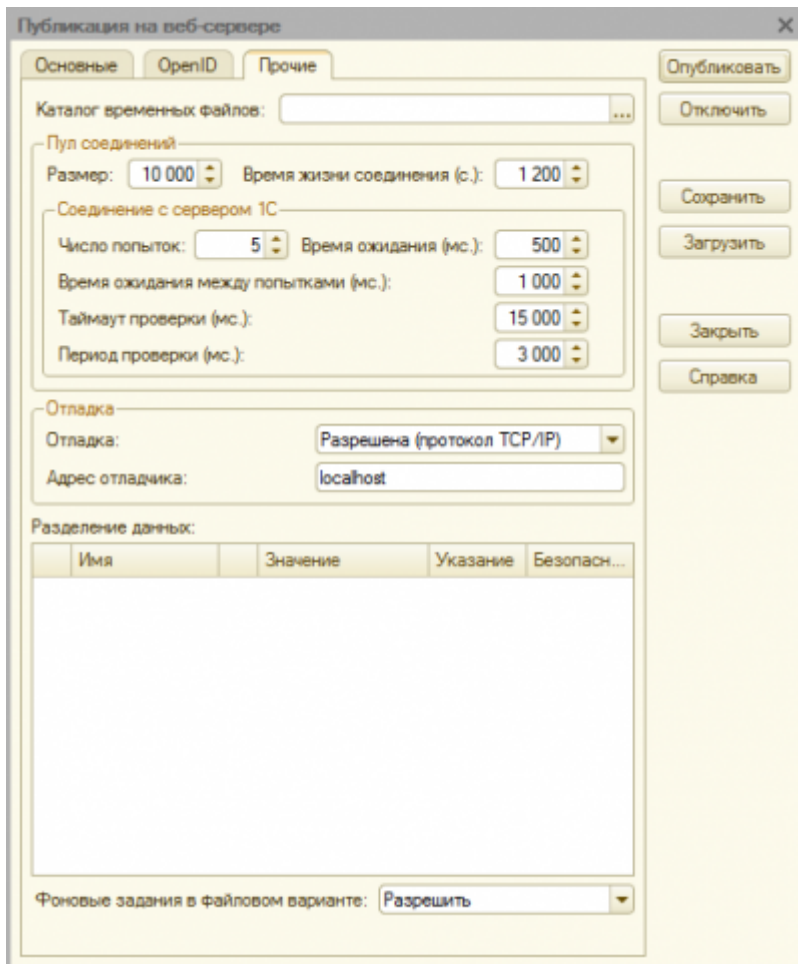 Публикация на веб-сервере
Основные OpenID Прочие
Опубликовать
Каталог временных файлов: ...
Отключить
Пул соединений
Размер: 10 000 Время жизни соединения (с.): 1 200
Сохранить
Соединение с сервером 1С
Число попыток: 5 Время ожидания (мс.): 500
Загрузить
Время ожидания между попытками (мс.): 1 000
Таймаут проверки (мс.): 15 000
Закрыть
Период проверки (мс.): 3 000
Справка
Отладка
Отладка: Разрешена (протокол TCP/IP)
Адрес отладчика: localhost
Разделение данных:
Имя Значение Указание Безопасн...
Фоновые задания в файловом варианте: Разрешить